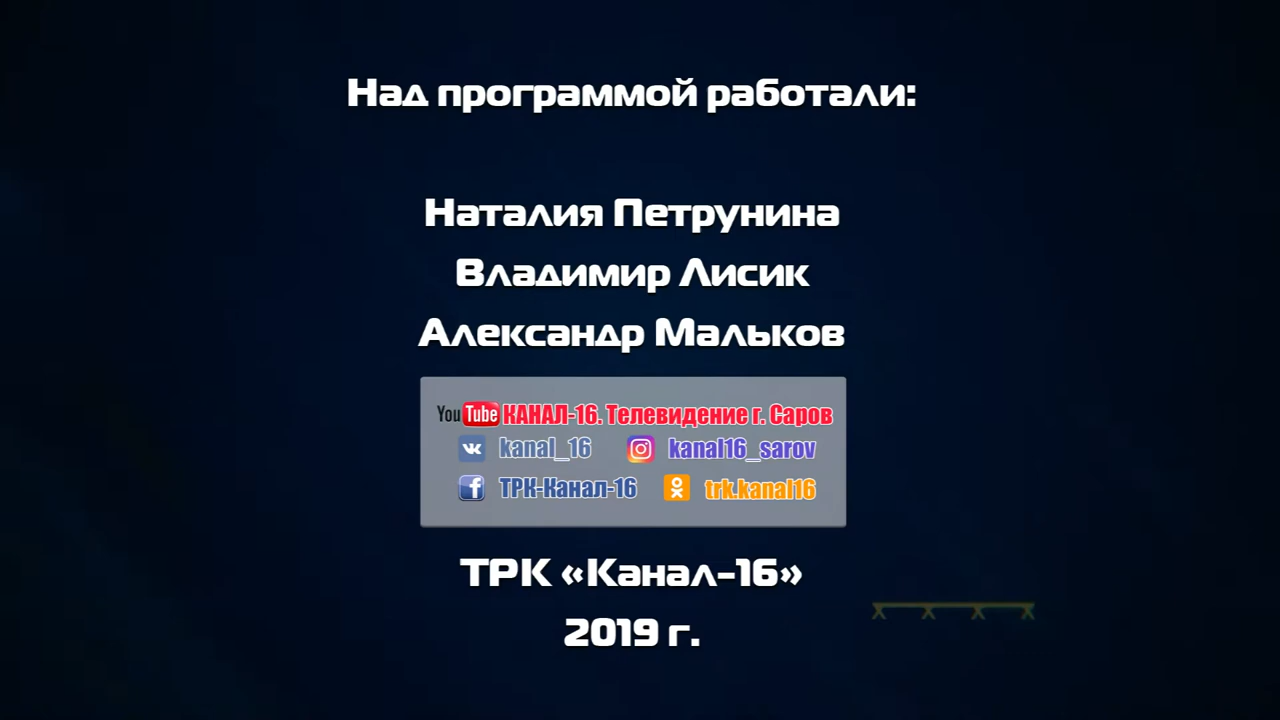 Над программой работали:
Наталия Петрунина
Владимир Лисик
Александр Мальков
YouTube КАНАЛ-16. Телевидение г. Саров
kanal_16 kanal16_sarov
ТРК-Канал-16 trk.kanal16
ТРК «Канал-16»
2019 г.